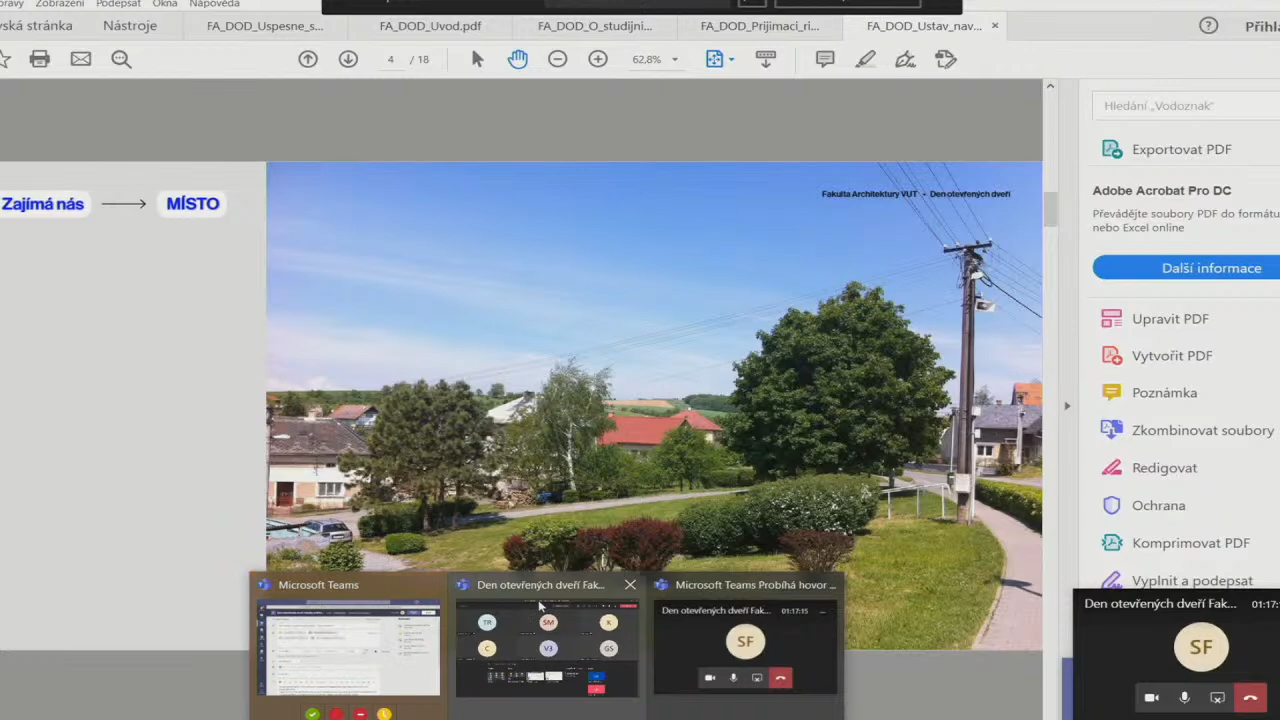 Zobrazení Podepsat Okna Nápověda
vská stránka Nástroje FA_DOD_Uspesne_s... FA_DOD_Uvod.pdf FA_DOD_O_studijni... FA_DOD_Prijimaci_ri... FA_DOD_Ustav_nav... × ? Přihlá
4 / 18 62,8%
Hledání „Vodoznak"
Exportovat PDF
Adobe Acrobat Pro DC
Převádějte soubory PDF do formátu
nebo Excel online
Další informace
Zajímá nás → MÍSTO
Fakulta Architektury VUT • Den otevřených dveří
Upravit PDF
Vytvořit PDF
Poznámka
Zkombinovat soubory
Redigovat
Ochrana
Komprimovat PDF
Vyplnit a podepsat
Microsoft Teams
Den otevřených dveří Fak...
Microsoft Teams Probíhá hovor ...
TR SM K
C V3 GS
Den otevřených dveří Fak... 01:17:15 ...
SF
Den otevřených dveří Fak... 01:17:
SF